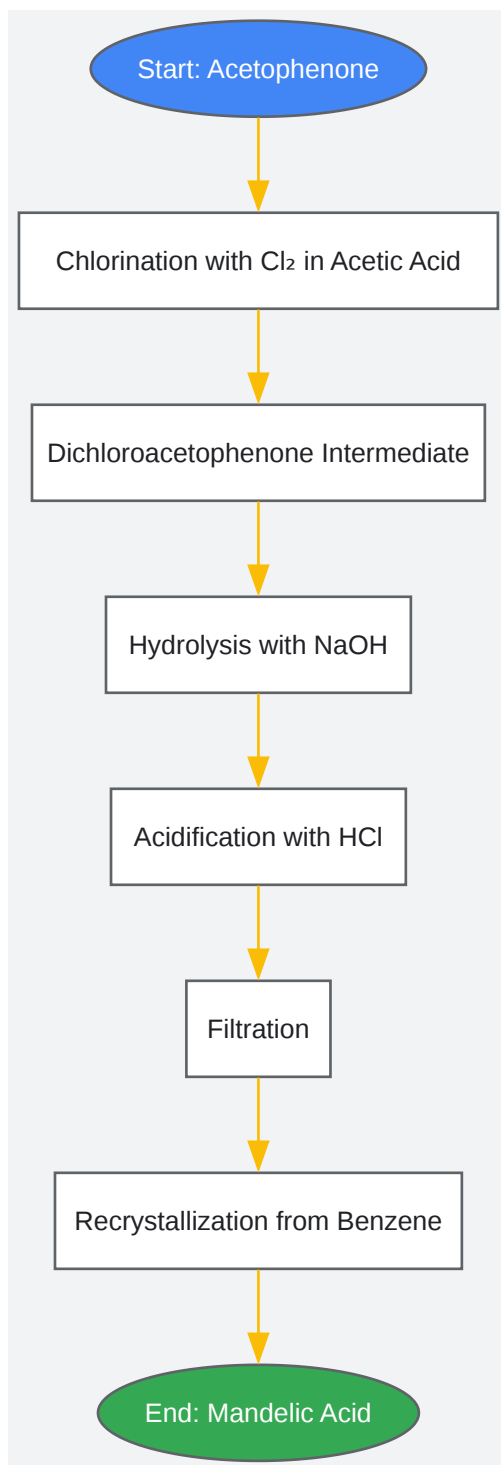 Start: Acetophenone
Chlorination with Cl₂ in Acetic Acid
Dichloroacetophenone Intermediate
Hydrolysis with NaOH
Acidification with HCl
Filtration
Recrystallization from Benzene
End: Mandelic Acid